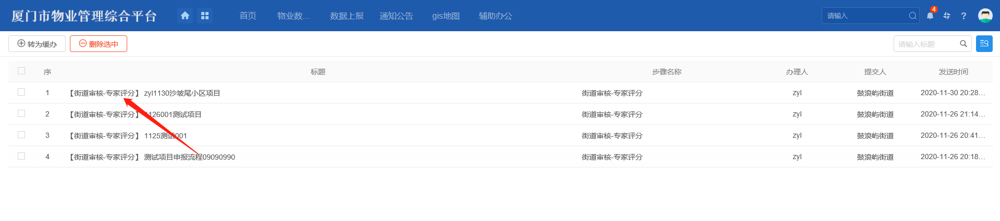 厦门市物业管理综合平台 首页 物业数... 数据上报 通知公告 gis地图 辅助办公 请输入 4 ?
转为缓办 删除选中 请输入标题
序 标题 步骤名称 办理人 提交人 发送时间
1 【街道审核-专家评分】 zyl1130沙坡尾小区项目 街道审核-专家评分 zyl 鼓浪屿街道 2020-11-30 20:28...
2 【街道审核-专家评分】 1126001测试项目 街道审核-专家评分 zyl 鼓浪屿街道 2020-11-26 21:14...
3 【街道审核-专家评分】 1125测试001 街道审核-专家评分 zyl 鼓浪屿街道 2020-11-26 20:41...
4 【街道审核-专家评分】 测试项目申报流程09090990 街道审核-专家评分 zyl 鼓浪屿街道 2020-11-26 20:18...